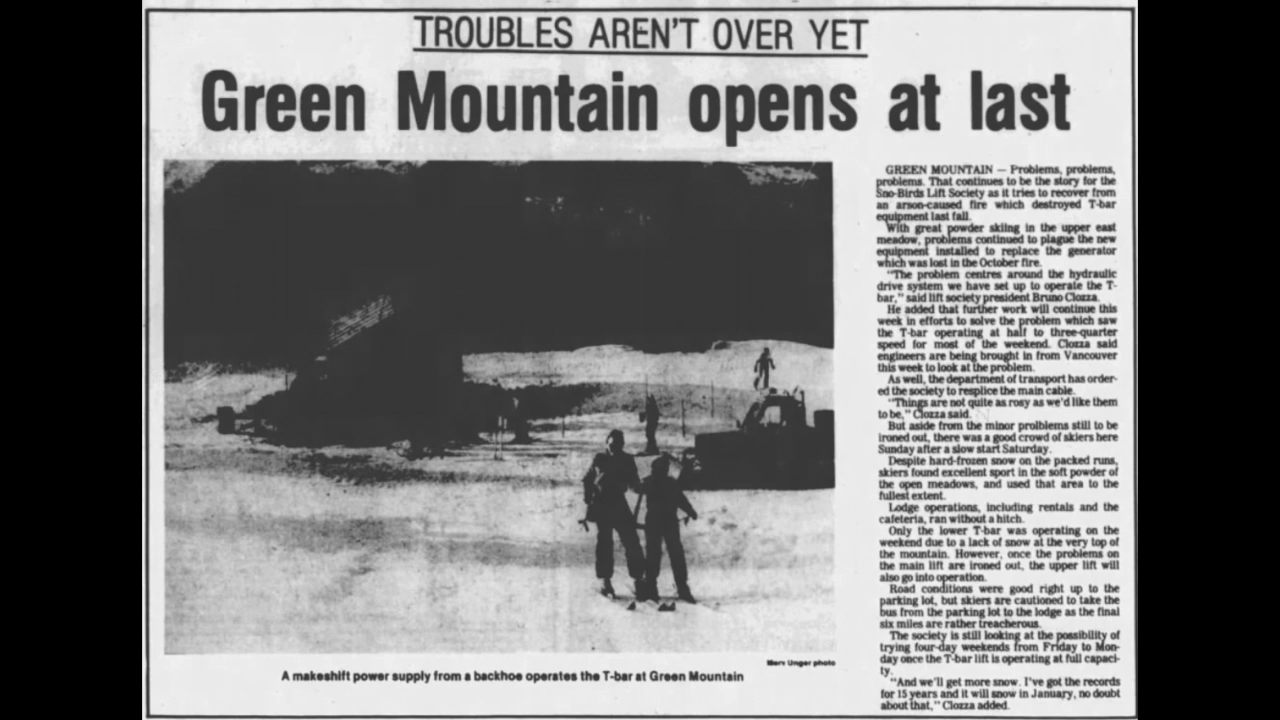 TROUBLES AREN'T OVER YET
Green Mountain opens at last
Merv Unger photo
A makeshift power supply from a backhoe operates the T-bar at Green Mountain
GREEN MOUNTAIN — Problems, problems,
problems. That continues to be the story for the
Sno-Birds Lift Society as it tries to recover from
an arson-caused fire which destroyed T-bar
equipment last fall.
With great powder skiing in the upper east
meadow, problems continued to plague the new
equipment installed to replace the generator
which was lost in the October fire.
"The problem centres around the hydraulic
drive system we have set up to operate the T-
bar," said lift society president Bruno Clozza.
He added that further work will continue this
week in efforts to solve the problem which saw
the T-bar operating at half to three-quarter
speed for most of the weekend. Clozza said
engineers are being brought in from Vancouver
this week to look at the problem.
As well, the department of transport has order-
ed the society to resplice the main cable.
"Things are not quite as rosy as we'd like them
to be," Clozza said.
But aside from the minor prolblems still to be
ironed out, there was a good crowd of skiers here
Sunday after a slow start Saturday.
Despite hard-frozen snow on the packed runs,
skiers found excellent sport in the soft powder of
the open meadows, and used that area to the
fullest extent.
Lodge operations, including rentals and the
cafeteria, ran without a hitch.
Only the lower T-bar was operating on the
weekend due to a lack of snow at the very top of
the mountain. However, once the problems on
the main lift are ironed out, the upper lift will
also go into operation.
Road conditions were good right up to the
parking lot, but skiers are cautioned to take the
bus from the parking lot to the lodge as the final
six miles are rather treacherous.
The society is still looking at the possibility of
trying four-day weekends from Friday to Mon-
day once the T-bar lift is operating at full capaci-
ty.
"And we'll get more snow. I've got the records
for 15 years and it will snow in January, no doubt
about that," Clozza added.